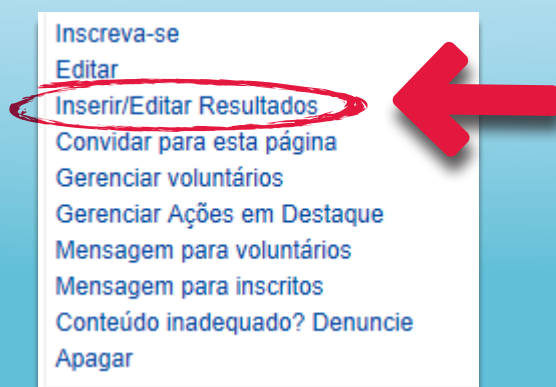 Inscreva-se
Editar
Inserir/Editar Resultados
Convidar para esta página
Gerenciar voluntários
Gerenciar Ações em Destaque
Mensagem para voluntários
Mensagem para inscritos
Conteúdo inadequado? Denuncie
Apagar